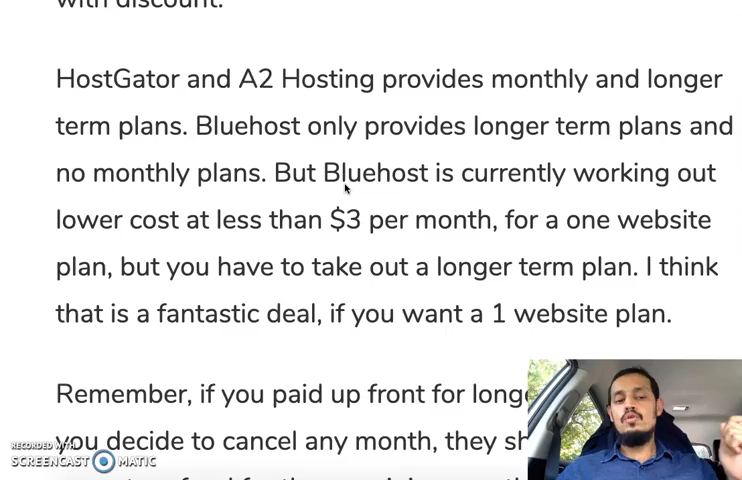 with discount.
HostGator and A2 Hosting provides monthly and longer
term plans. Bluehost only provides longer term plans and
no monthly plans. But Bluehost is currently working out
lower cost at less than $3 per month, for a one website
plan, but you have to take out a longer term plan. I think
that is a fantastic deal, if you want a 1 website plan.
Remember, if you paid up front for long
you decide to cancel any month, they sh
RECORDED WITH
SCREENCAST MATIC